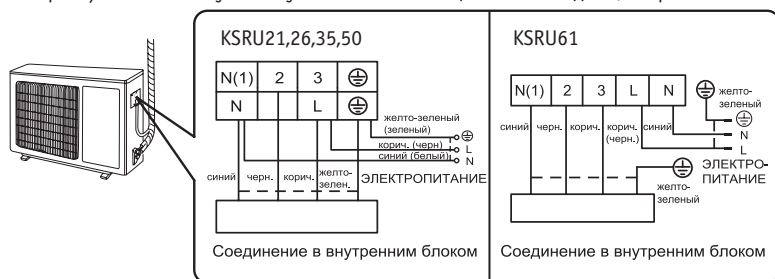 KSRU21,26,35,50
N(1) 2 3
N L
желто-зеленый
(зеленый)
корич. (черн) L
синий (белый) N
синий черн. корич. желто-
зелен.
ЭЛЕКТРОПИТАНИЕ
Соединение в внутренним блоком
KSRU61
N(1) 2 3 L N
желто-
зеленый
синий черн. корич. корич.
(черн.) синий
N
L
ЭЛЕКТРО-
ПИТАНИЕ
желто-
зеленый
Соединение в внутренним блоком